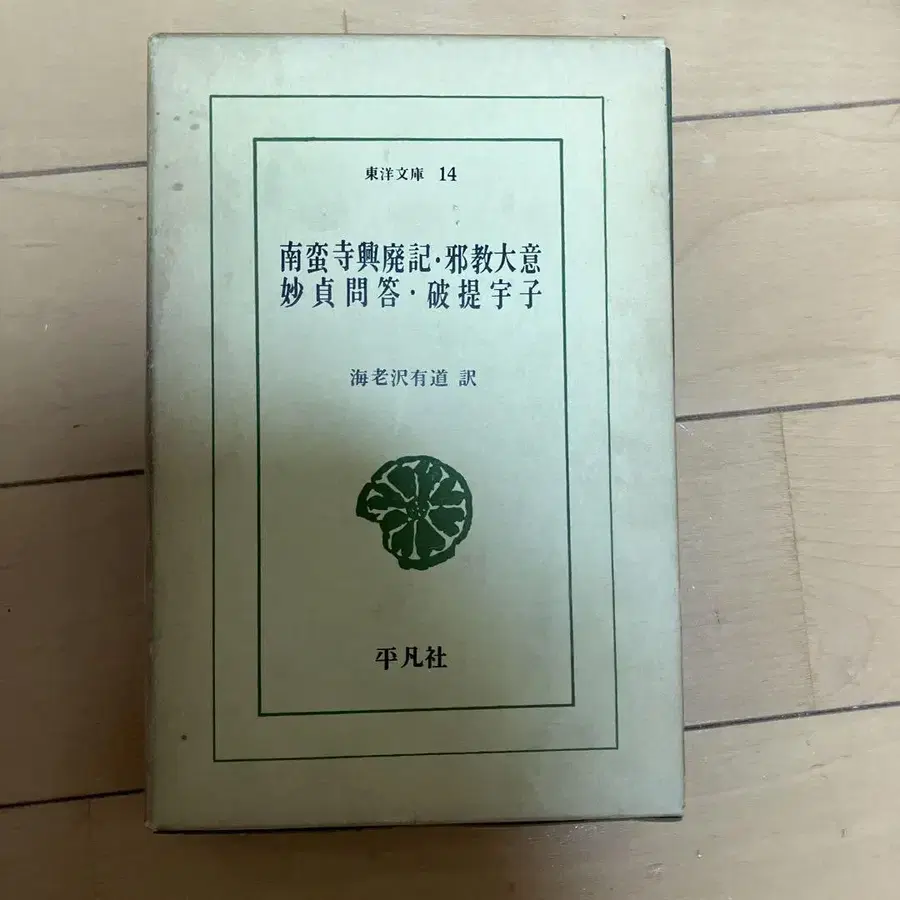 東洋文庫 14
南蛮寺興廃記・邪教大意
妙貞問答・破提宇子
海老沢有道 訳
平凡社